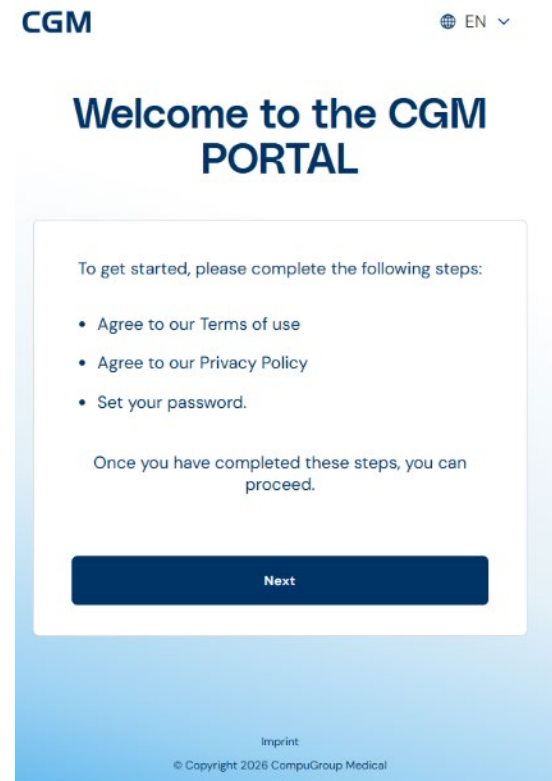 CGM
EN
Welcome to the CGM
PORTAL
To get started, please complete the following steps:
• Agree to our Terms of use
• Agree to our Privacy Policy
• Set your password.
Once you have completed these steps, you can
proceed.
Next
Imprint
© Copyright 2026 CompuGroup Medical